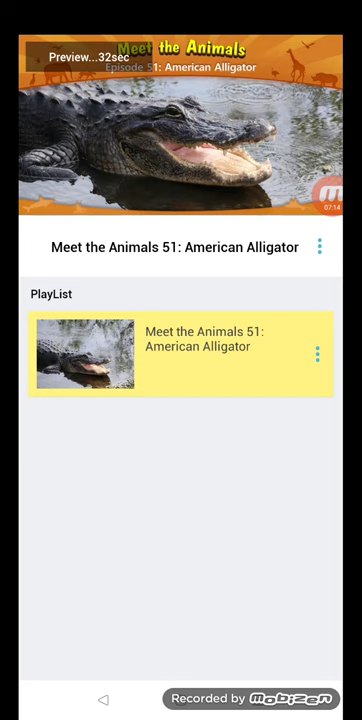 Meet the Animals
Preview...32sec
Episode 51: American Alligator
07:14
Meet the Animals 51: American Alligator
PlayList
Meet the Animals 51:
American Alligator
Recorded by Mobizen